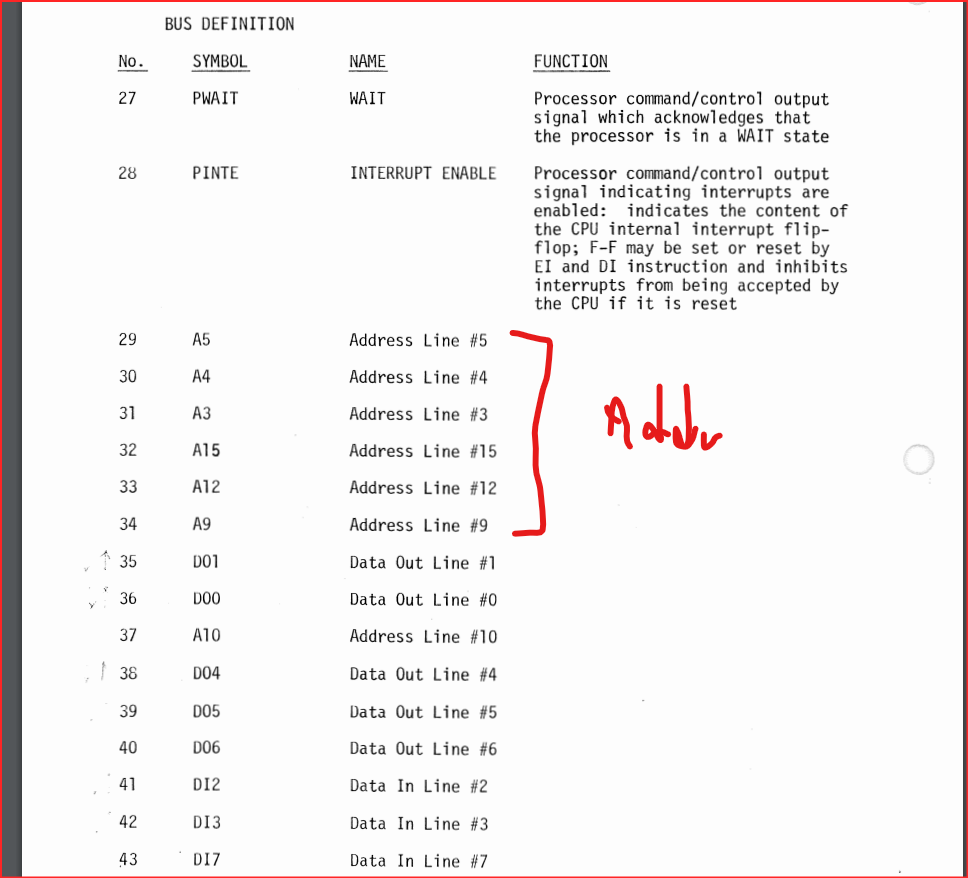 BUS DEFINITION
No. SYMBOL NAME FUNCTION
27 PWAIT WAIT Processor command/control output
signal which acknowledges that
the processor is in a WAIT state
28 PINTE INTERRUPT ENABLE Processor command/control output
signal indicating interrupts are
enabled: indicates the content of
the CPU internal interrupt flip-
flop; F-F may be set or reset by
EI and DI instruction and inhibits
interrupts from being accepted by
the CPU if it is reset
29 A5 Address Line #5
30 A4 Address Line #4
31 A3 Address Line #3
Addr
32 A15 Address Line #15
33 A12 Address Line #12
34 A9 Address Line #9
35 DO1 Data Out Line #1
36 DO0 Data Out Line #0
37 A10 Address Line #10
38 DO4 Data Out Line #4
39 DO5 Data Out Line #5
40 DO6 Data Out Line #6
41 DI2 Data In Line #2
42 DI3 Data In Line #3
43 DI7 Data In Line #7